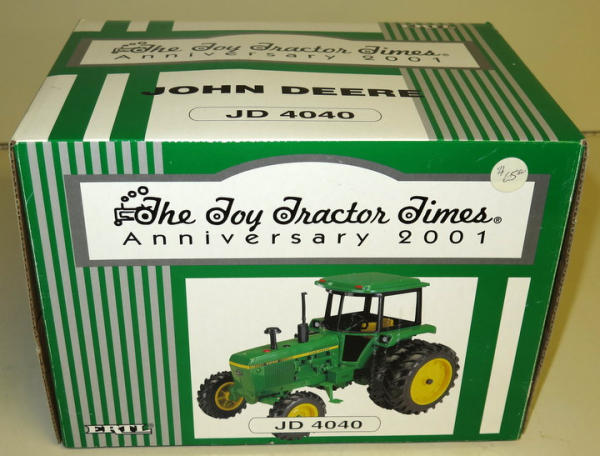 The Toy Tractor Times®
Anniversary 2001
JOHN DEERE
JD 4040
#6500
The Toy Tractor Times®
Anniversary 2001
JD 4040
ERTL